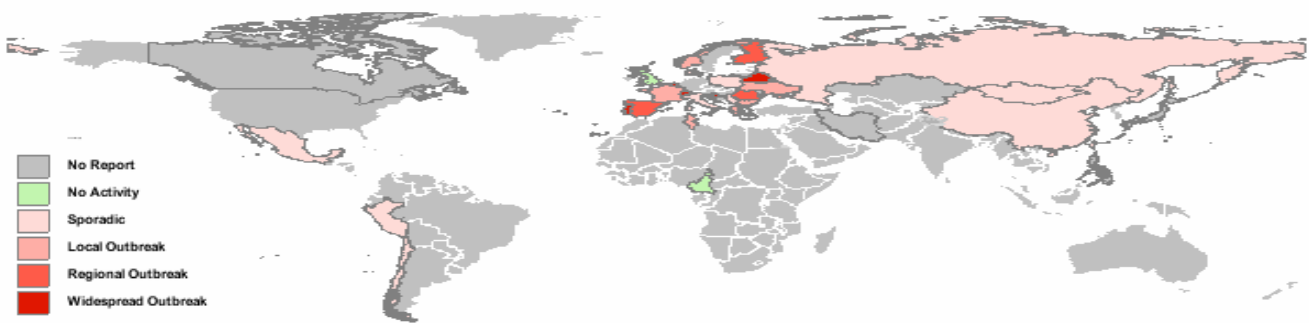 No Report
No Activity
Sporadic
Local Outbreak
Regional Outbreak
Widespread Outbreak